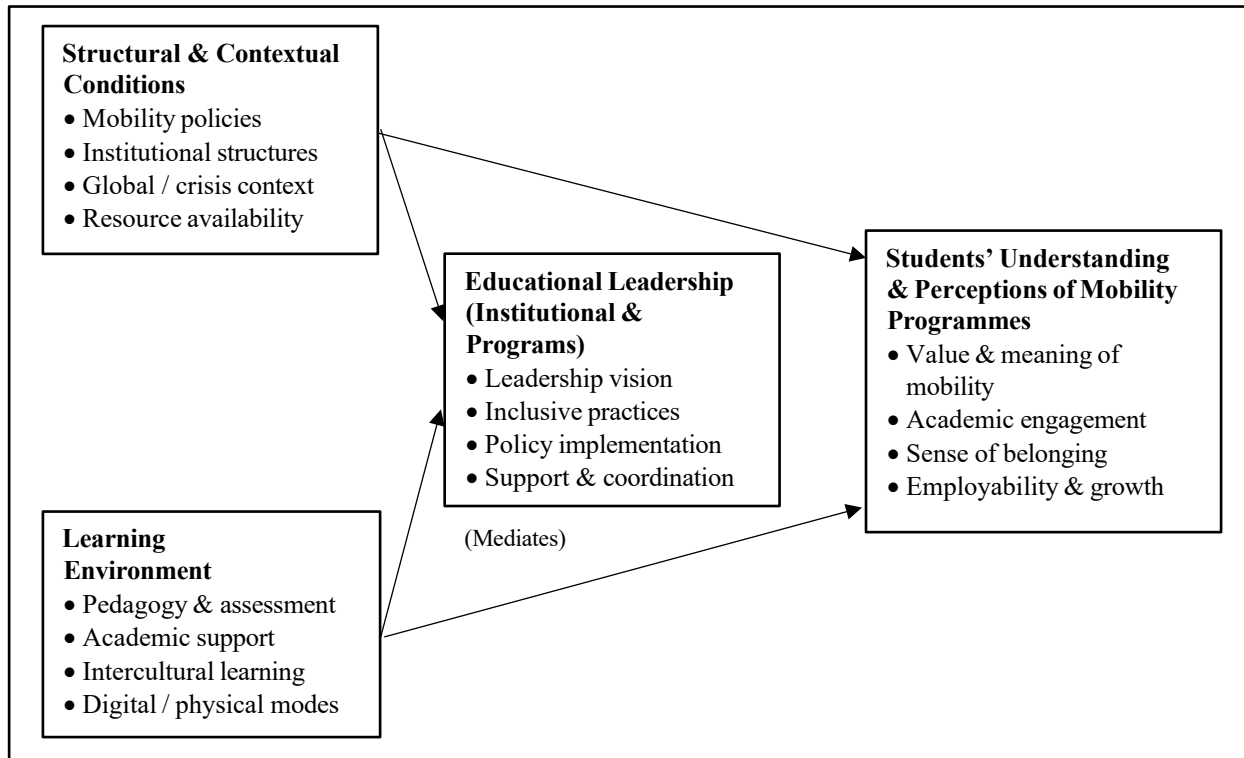 Structural & Contextual
Conditions
• Mobility policies
• Institutional structures
• Global / crisis context
• Resource availability
Educational Leadership
(Institutional &
Programs)
• Leadership vision
• Inclusive practices
• Policy implementation
• Support & coordination
(Mediates)
Students’ Understanding
& Perceptions of Mobility
Programmes
• Value & meaning of
mobility
• Academic engagement
• Sense of belonging
• Employability & growth
Learning
Environment
• Pedagogy & assessment
• Academic support
• Intercultural learning
• Digital / physical modes